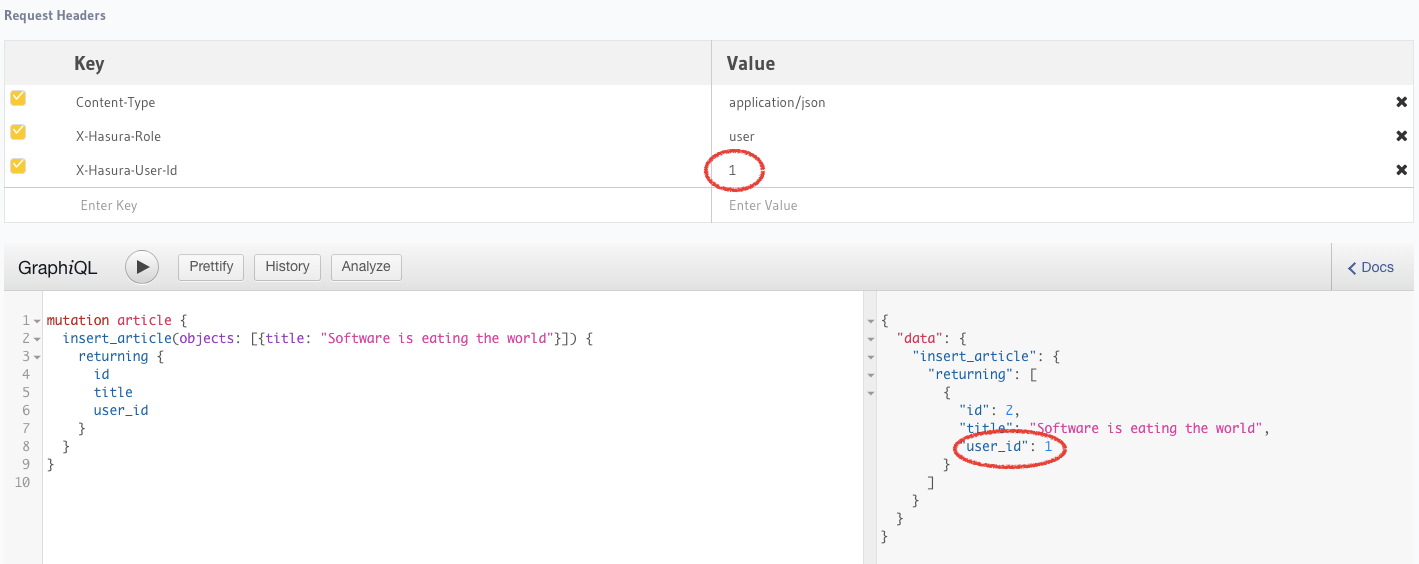 Request Headers
Key Value
Content-Type application/json ✖
X-Hasura-Role user ✖
X-Hasura-User-Id 1 ✖
Enter Key Enter Value
GraphiQL Prettify History Analyze Docs
1 mutation article {
2 insert_article(objects: [{title: "Software is eating the world"}]) {
3 returning {
4 id
5 title
6 user_id
7 }
8 }
9 }
10
{
"data": {
"insert_article": {
"returning": [
{
"id": 2,
"title": "Software is eating the world",
"user_id": 1
}
]
}
}
}